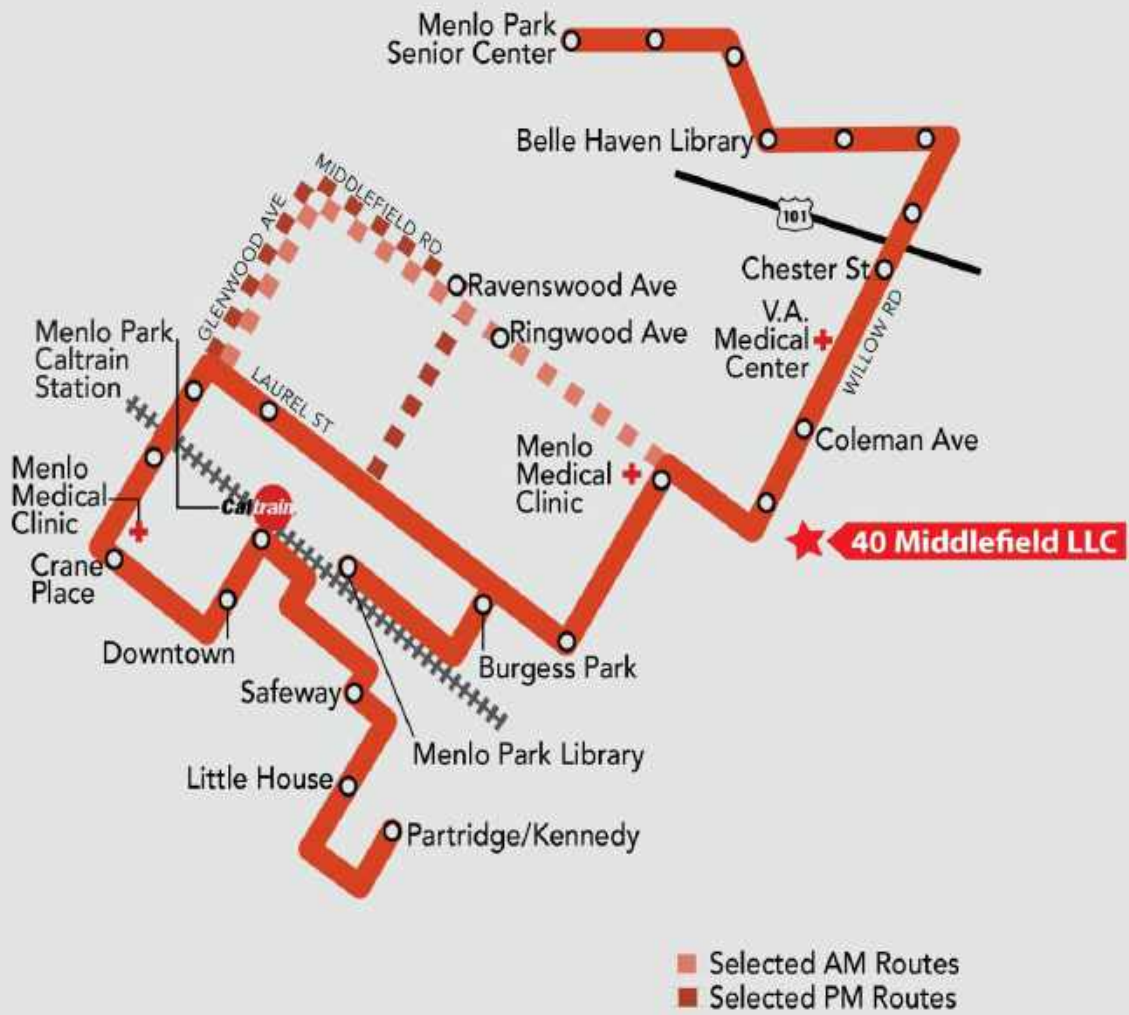 Menlo Park
Senior Center
Belle Haven Library
MIDDLEFIELD RD
101
GLENWOOD AVE
Chester St
Ravenswood Ave
V.A.
Medical
Center
WILLOW RD
Menlo Park
Caltrain
Station
Ringwood Ave
LAUREL ST
Coleman Ave
Menlo
Medical
Clinic
Menlo
Medical
Clinic
Caltrain
40 Middlefield LLC
Crane
Place
Downtown
Burgess Park
Safeway
Menlo Park Library
Little House
Partridge/Kennedy
Selected AM Routes
Selected PM Routes